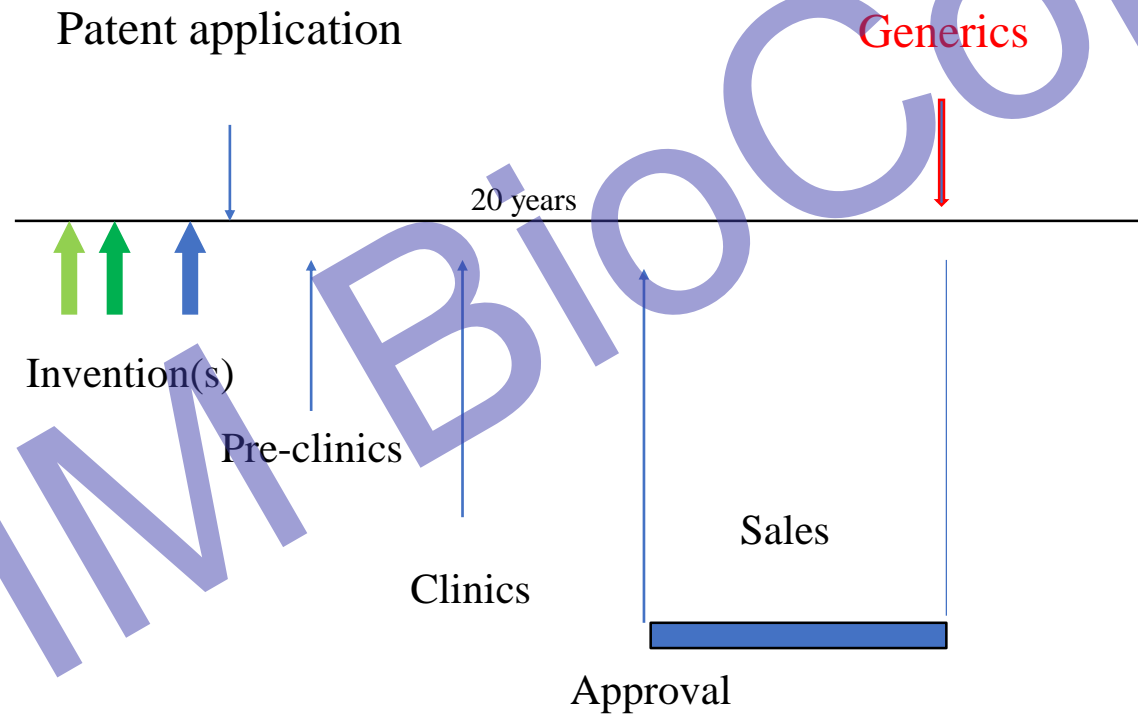 Patent application
Generics
20 years
Invention(s)
Pre-clinics
Sales
Clinics
Approval
IM BioCo